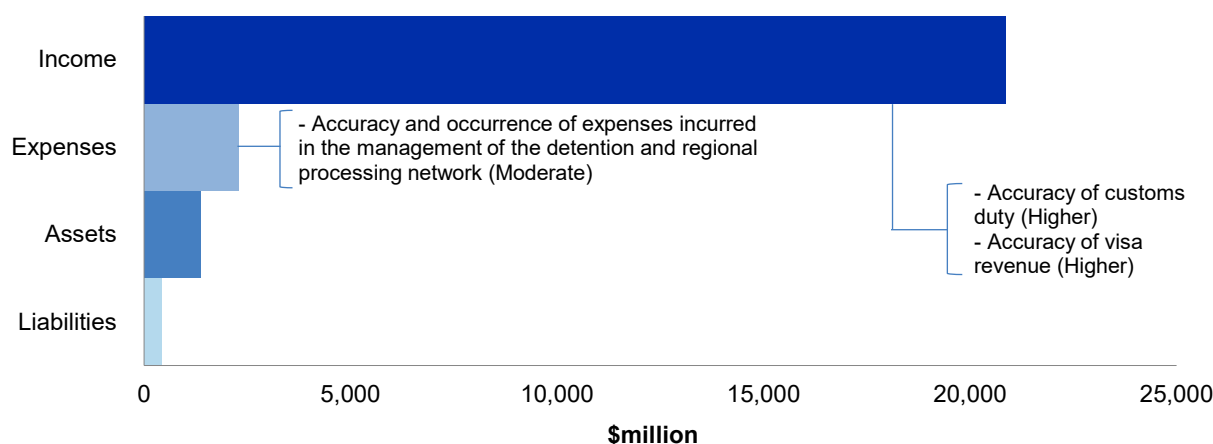 Income
Expenses
- Accuracy and occurrence of expenses incurred
in the management of the detention and regional
processing network (Moderate)
- Accuracy of customs
duty (Higher)
- Accuracy of visa
revenue (Higher)
Assets
Liabilities
0 5,000 10,000 15,000 20,000 25,000
$million